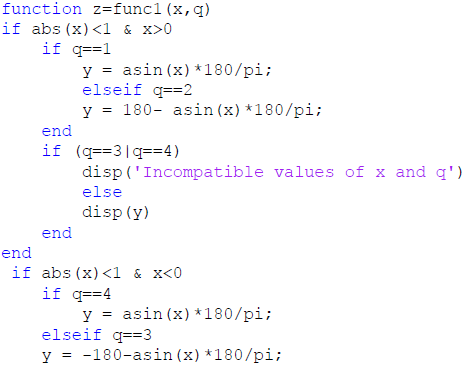 function z=func1(x,q)
if abs(x)<1 & x>0
    if q==1
        y = asin(x)*180/pi;
        elseif q==2
        y = 180- asin(x)*180/pi;
    end
    if (q==3|q==4)
        disp('Incompatible values of x and q')
        else
        disp(y)
    end
end
 if abs(x)<1 & x<0
    if q==4
        y = asin(x)*180/pi;
    elseif q==3
    y = -180-asin(x)*180/pi;